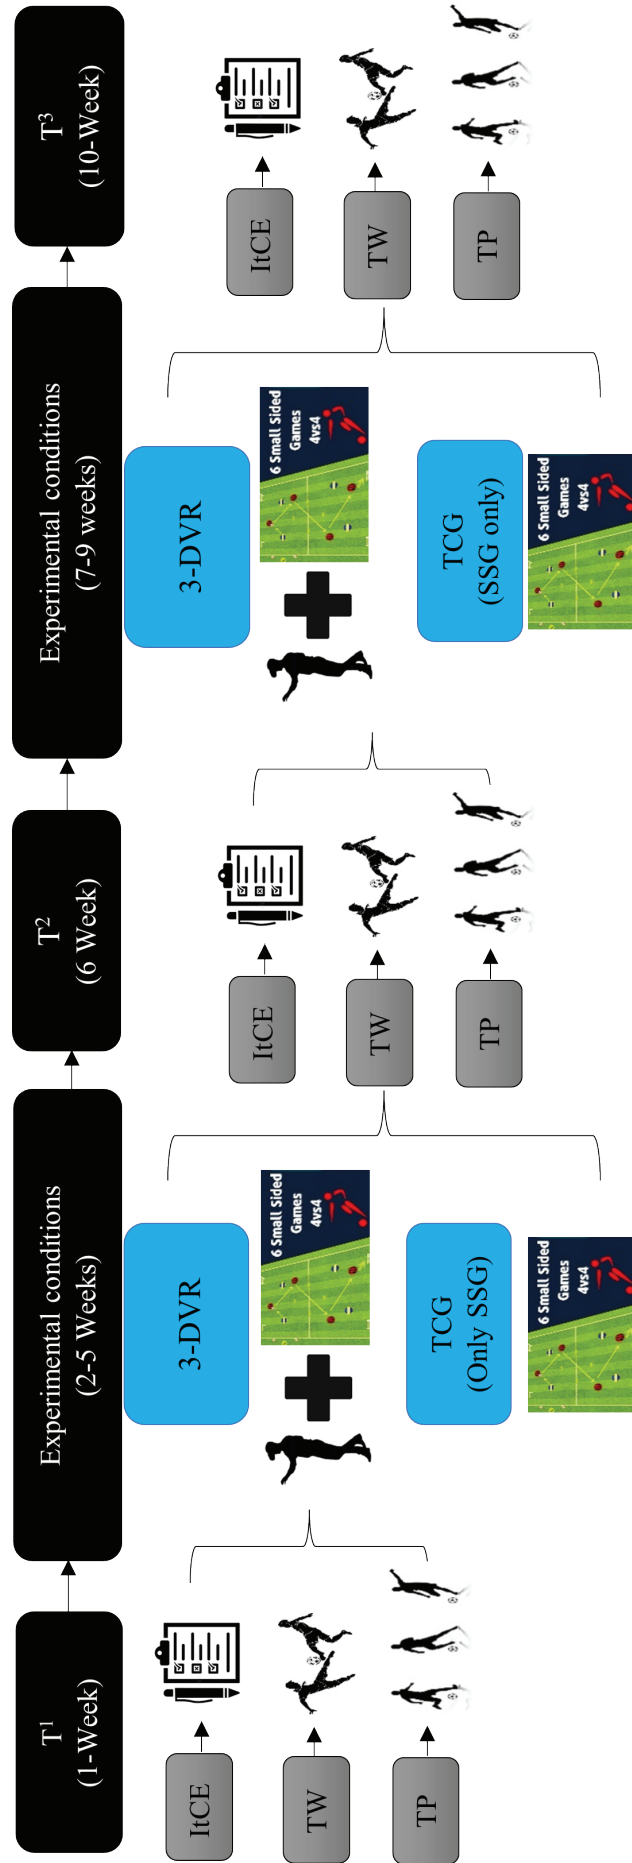 T1
(1-Week)
Experimental conditions
(2-5 Weeks)
T2
(6 Week)
Experimental conditions
(7-9 weeks)
T3
(10-Week)
ItCE
TW
TP
3-DVR
6 Small Sided
Games
4vs4
TCG
(Only SSG)
6 Small Sided
Games
4vs4
ItCE
TW
TP
3-DVR
6 Small Sided
Games
4vs4
TCG
(SSG only)
6 Small Sided
Games
4vs4
ItCE
TW
TP